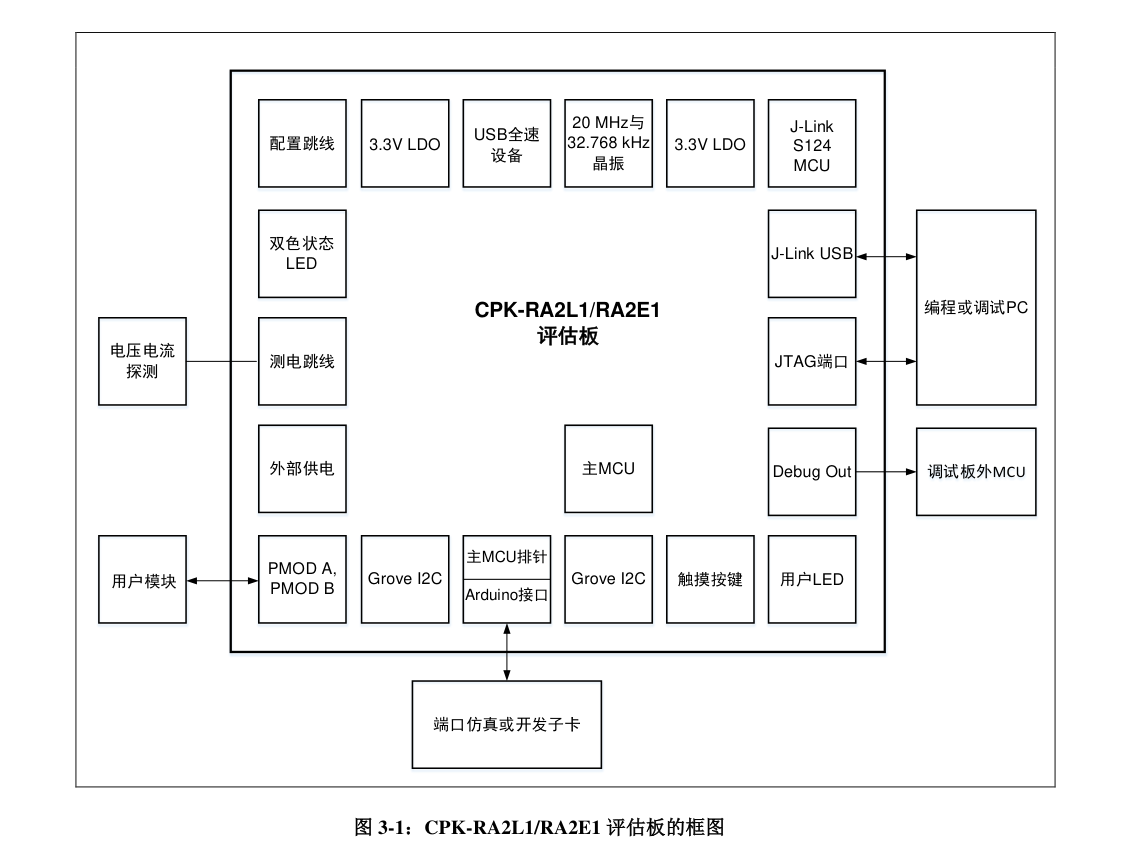 配置跳线
3.3V LDO
USB全速
设备
20 MHz与
32.768 kHz
晶振
3.3V LDO
J-Link
S124
MCU
双色状态
LED
J-Link USB
编程或调试PC
CPK-RA2L1/RA2E1
评估板
电压电流
探测
测电跳线
JTAG端口
外部供电
主MCU
Debug Out
调试板外MCU
用户模块
PMOD A,
PMOD B
Grove I2C
主MCU排针
Arduino接口
Grove I2C
触摸按键
用户LED
端口仿真或开发子卡
图 3-1：CPK-RA2L1/RA2E1 评估板的框图